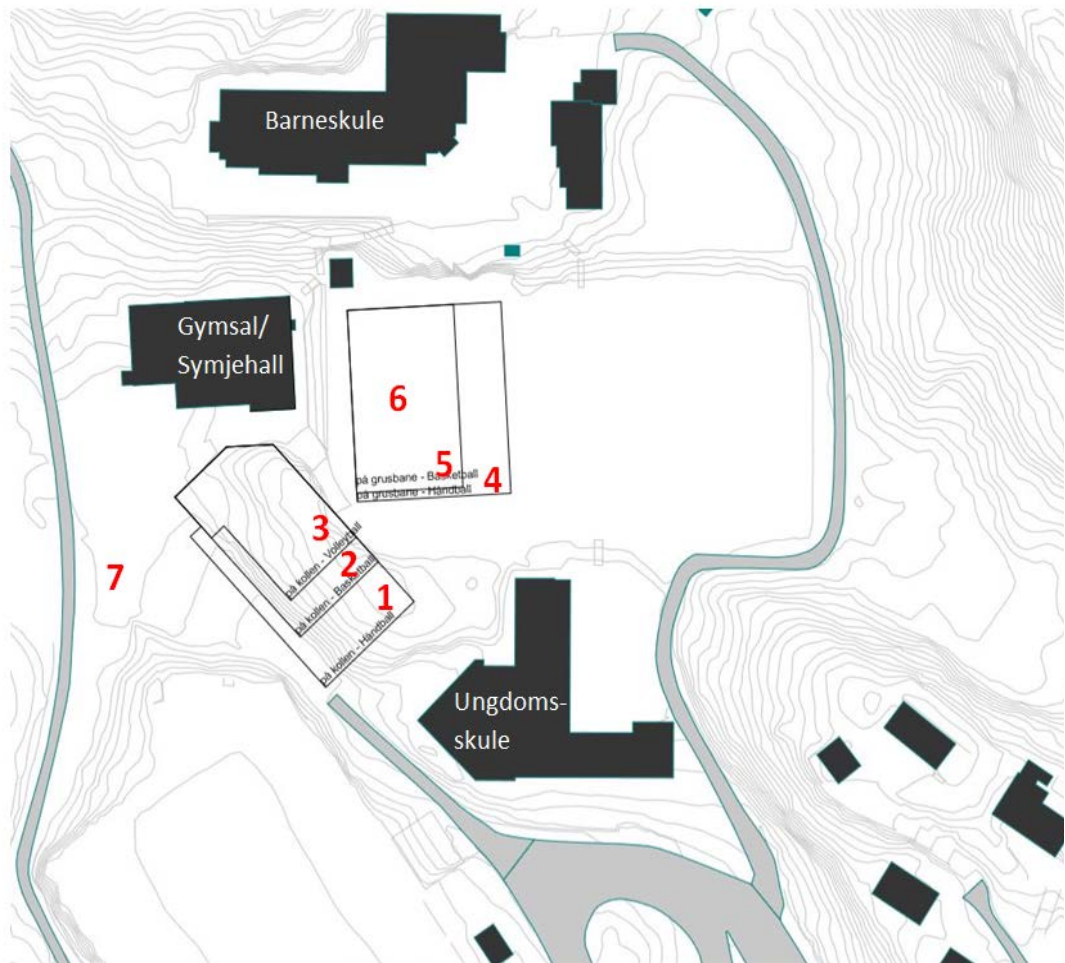 Barneskule
Gymsal/
Symjehall
6
5
på grusbane - Basketball
4
på grusbane - Håndball
3
på kollen - Volleyball
2
på kollen - Basketball
7
1
på kollen - Håndball
Ungdoms-
skule